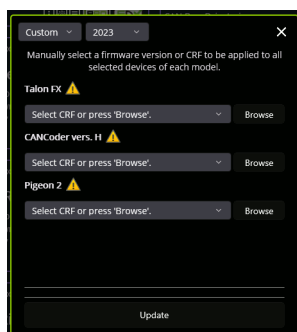 Custom 2023
Manually select a firmware version or CRF to be applied to all
selected devices of each model.
Talon FX
Select CRF or press 'Browse'. Browse
CANCoder vers. H
Select CRF or press 'Browse'. Browse
Pigeon 2
Select CRF or press 'Browse'. Browse
Update